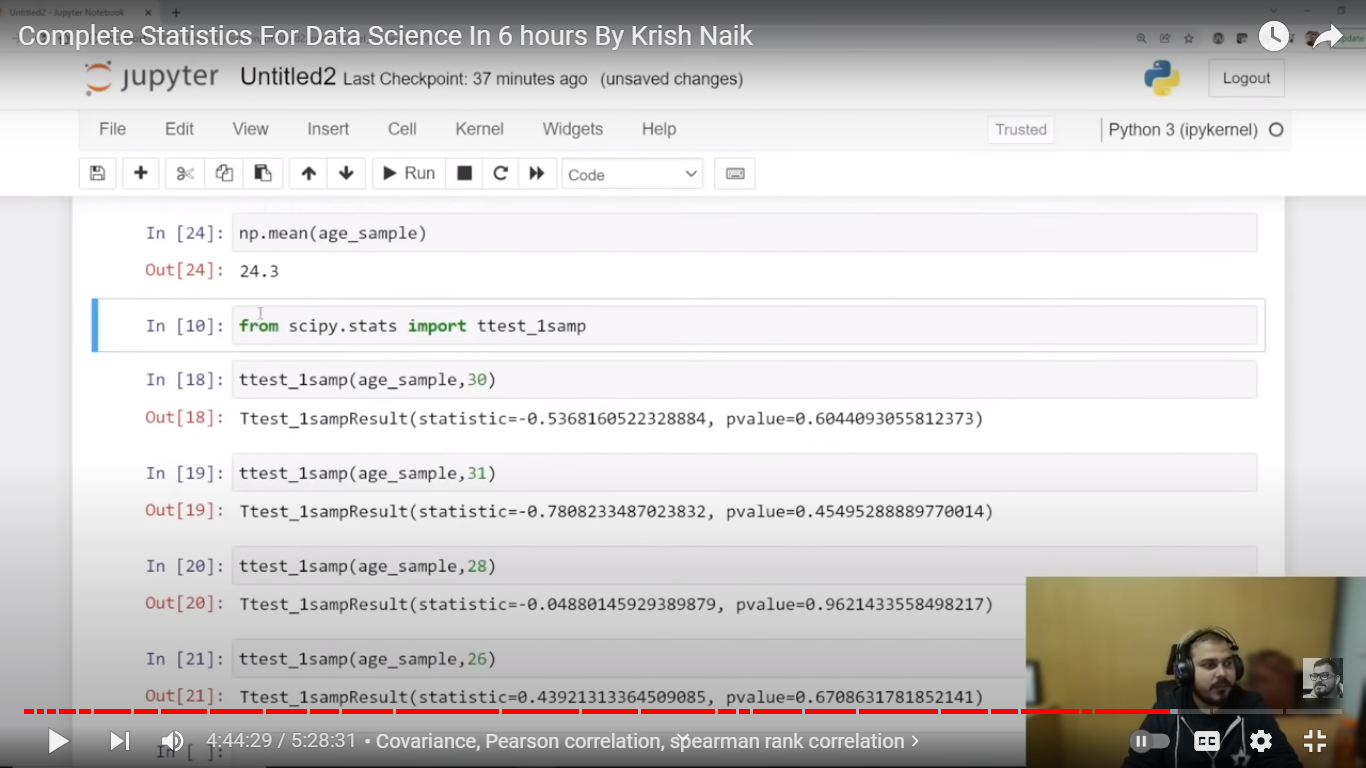 Untitled2 - Jupyter Notebook
Complete Statistics For Data Science In 6 hours By Krish Naik
jupyter Untitled2 Last Checkpoint: 37 minutes ago (unsaved changes)
Logout
File Edit View Insert Cell Kernel Widgets Help
Trusted
Python 3 (ipykernel)
Run
Code
In [24]: np.mean(age_sample)
Out[24]: 24.3
In [10]: from scipy.stats import ttest_1samp
In [18]: ttest_1samp(age_sample,30)
Out[18]: Ttest_1sampResult(statistic=-0.5368160522328884, pvalue=0.6044093055812373)
In [19]: ttest_1samp(age_sample,31)
Out[19]: Ttest_1sampResult(statistic=-0.7808233487023832, pvalue=0.45495288889770014)
In [20]: ttest_1samp(age_sample,28)
Out[20]: Ttest_1sampResult(statistic=-0.04880145929389879, pvalue=0.9621433558498217)
In [21]: ttest_1samp(age_sample,26)
Out[21]: Ttest_1sampResult(statistic=0.43921313364509085, pvalue=0.6708631781852141)
In [ ]:
4:44:29 / 5:28:31 • Covariance, Pearson correlation, spearman rank correlation >
CC